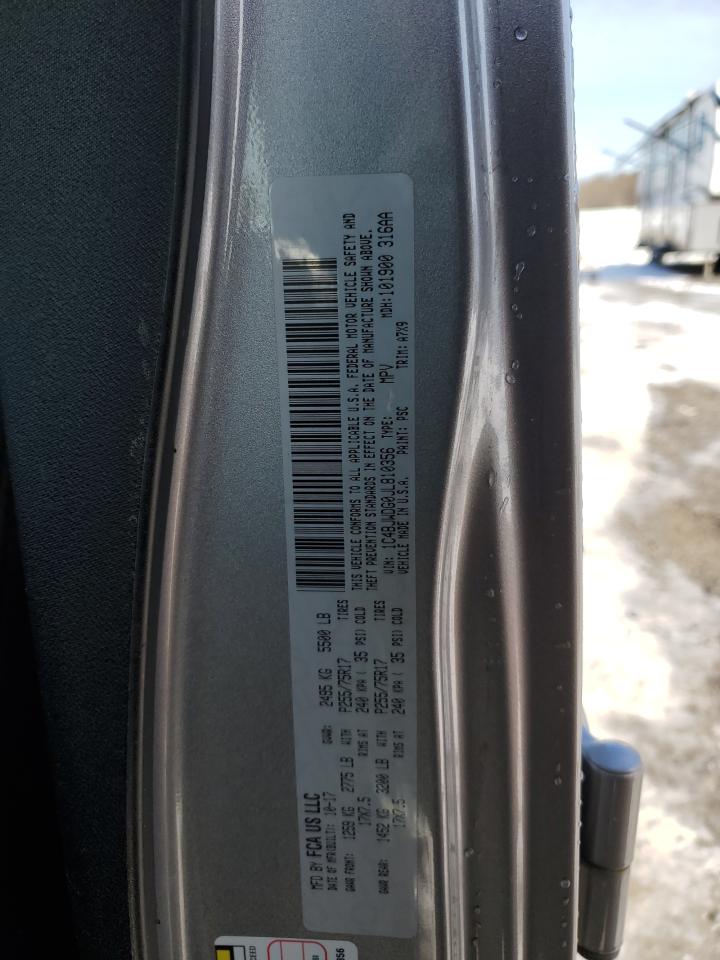 MFD BY FCA US LLC
DATE OF MFR(BUILT): 10-17 GVWR: 2495 KG 5500 LB
GAWR FRONT: 1259 KG 2775 LB WITH P255/75R17 TIRES
17X7.5 RIMS AT 240 KPA ( 35 PSI) COLD
GAWR REAR: 1452 KG 3200 LB WITH P255/75R17 TIRES
17X7.5 RIMS AT 240 KPA ( 35 PSI) COLD
THIS VEHICLE CONFORMS TO ALL APPLICABLE U.S.A. FEDERAL MOTOR VEHICLE SAFETY AND
THEFT PREVENTION STANDARDS IN EFFECT ON THE DATE OF MANUFACTURE SHOWN ABOVE.
VIN: 1C4BJWDG0JL810356 TYPE: MPV MDH: 101900 316AA
VEHICLE MADE IN U.S.A. PAINT: PSC TRIM: A7X9